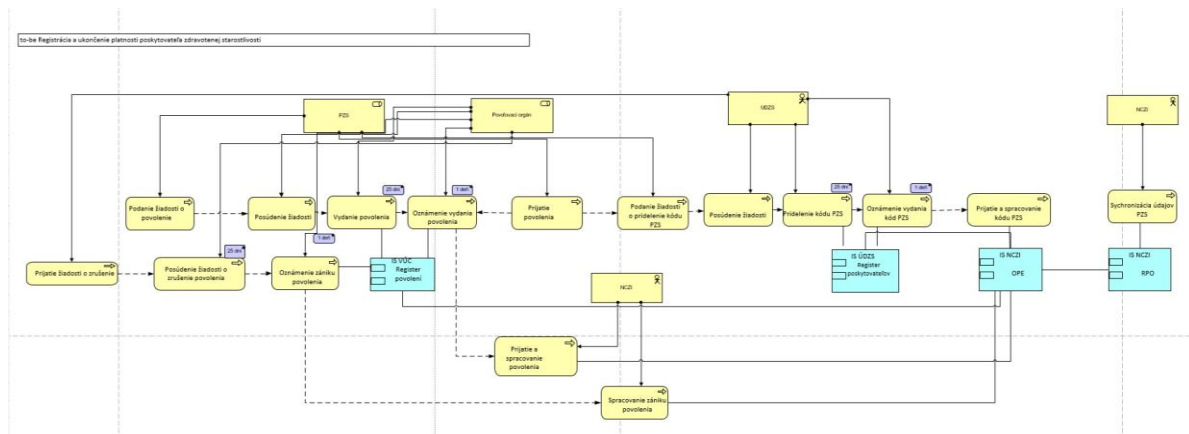 to-be Registrácia a ukončenie platnosti poskytovateľa zdravotenej starostlivosti
PZS
Povoľovací orgán
ÚDZS
NCZI
25 dní
1 deň
25 dní
1 deň
Podanie žiadosti o
povolenie
Posúdenie žiadosti
Vydanie povolenia
Oznámenie vydania
povolenia
Prijatie
povolenia
Podanie žiadosti
o pridelenie kódu
PZS
Posúdenie žiadosti
Pridelenie kódu PZS
Oznámenie vydania
kód PZS
Prijatie a spracovanie
kódu PZS
Sychronizácia údajov
PZS
25 dní
1 deň
Prijatie žiadosti o zrušenie
Posúdenie žiadosti o
zruženie povolenia
Oznámenie zániku
povolenia
IS VÚC
Register
povolení
IS ÚDZS
Register
poskytovateľov
IS NCZI
OPE
IS NCZI
RPO
NCZI
Prijatie a
spracovanie
povolenia
Spracovanie zániku
povolenia